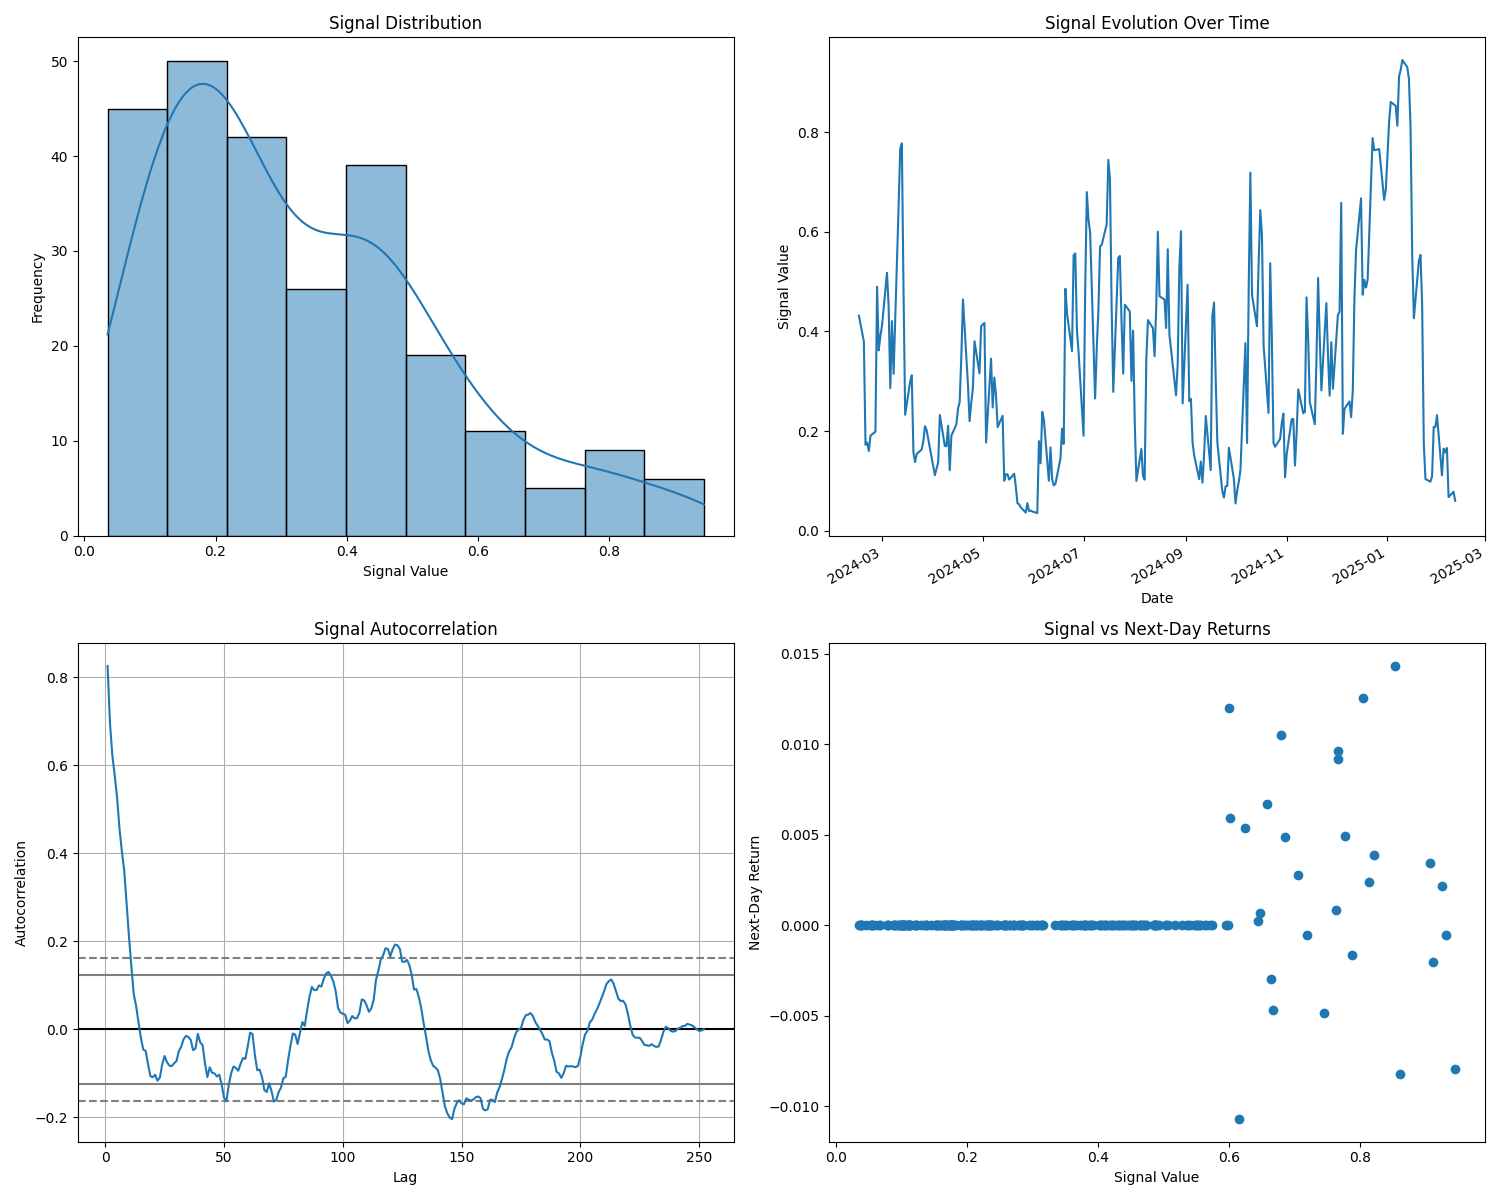 Signal Distribution
Frequency
50
40
30
20
10
0
0.0 0.2 0.4 0.6 0.8
Signal Value
Signal Evolution Over Time
Signal Value
0.8
0.6
0.4
0.2
0.0
2024-03 2024-05 2024-07 2024-09 2024-11 2025-01 2025-03
Date
Signal Autocorrelation
Autocorrelation
0.8
0.6
0.4
0.2
0.0
−0.2
0 50 100 150 200 250
Lag
Signal vs Next-Day Returns
Next-Day Return
0.015
0.010
0.005
0.000
−0.005
−0.010
0.0 0.2 0.4 0.6 0.8
Signal Value